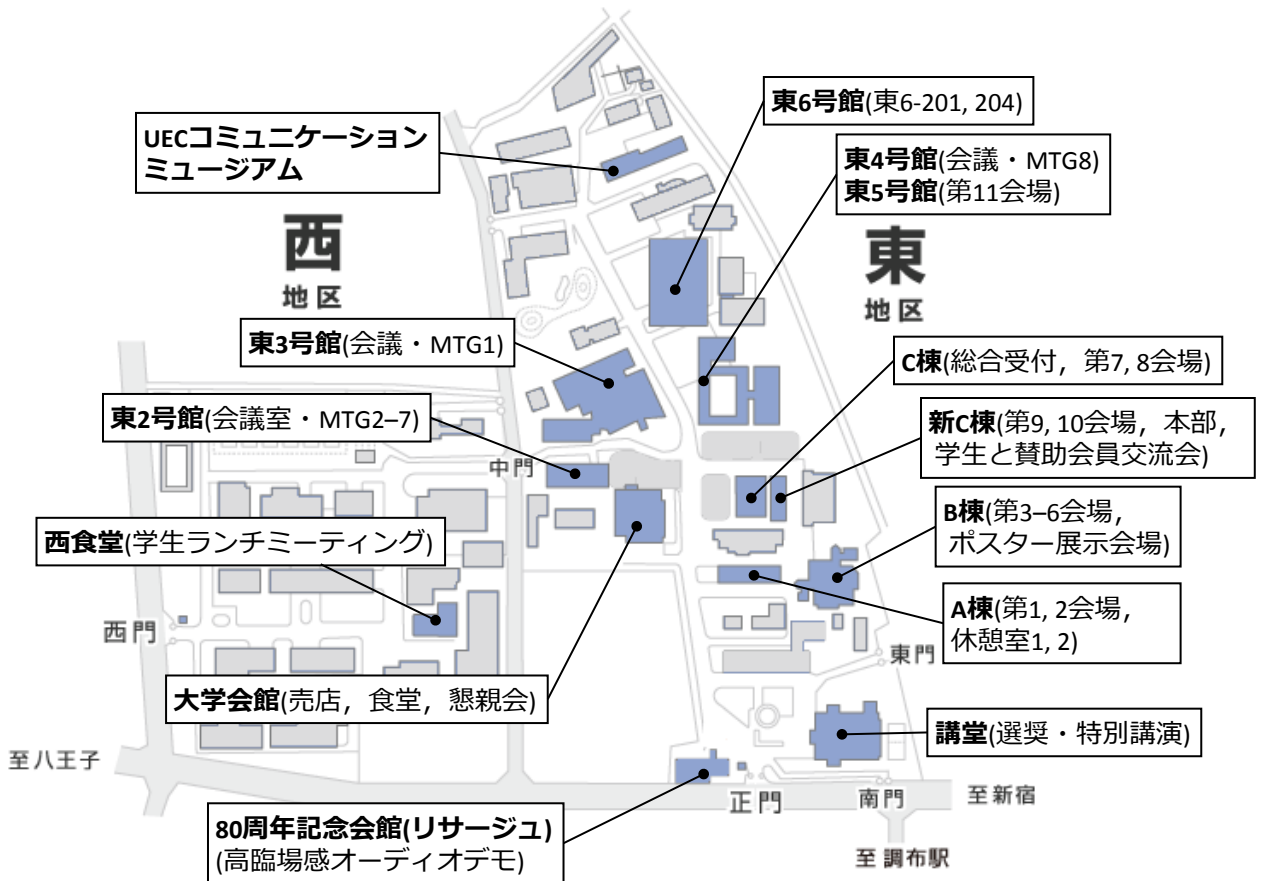 東6号館(東6-201, 204)
UECコミュニケーション
ミュージアム
東4号館(会議・MTG8)
東5号館(第11会場)
西
地区
東
地区
東3号館(会議・MTG1)
C棟(総合受付，第7, 8会場)
東2号館(会議室・MTG2–7)
新C棟(第9, 10会場，本部，
学生と賛助会員交流会)
中門
B棟(第3–6会場，
ポスター展示会場)
西食堂(学生ランチミーティング)
A棟(第1, 2会場，
休憩室1, 2)
西門
東門
大学会館(売店，食堂，懇親会)
講堂(選奨・特別講演)
至八王子
正門
南門
至新宿
80周年記念会館(リサージュ)
(高臨場感オーディオデモ)
至調布駅